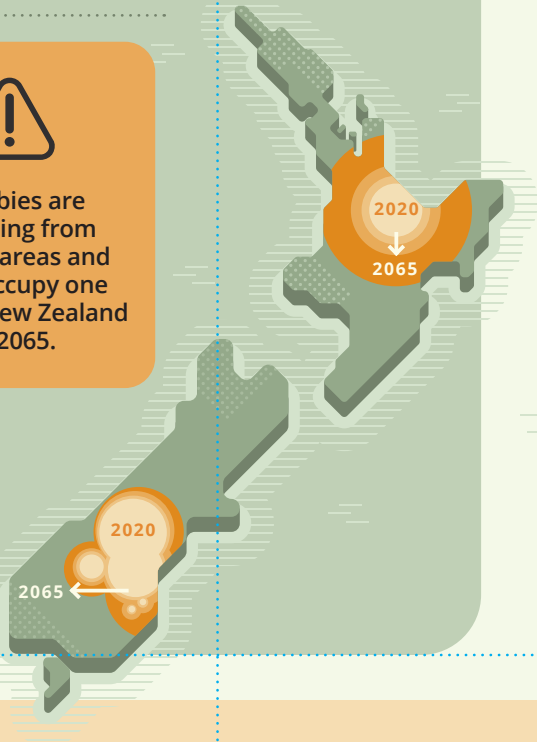 bies are
ing from
areas and
ccupy one
ew Zealand
2065.
2020
2065
2020
2065